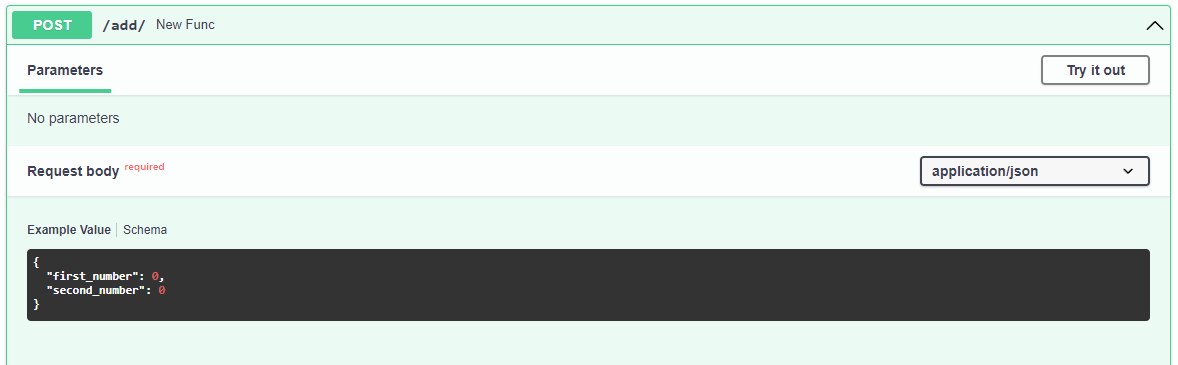 POST /add/ New Func
Parameters
Try it out
No parameters
Request body required
application/json
Example Value Schema
{
  "first_number": 0,
  "second_number": 0
}